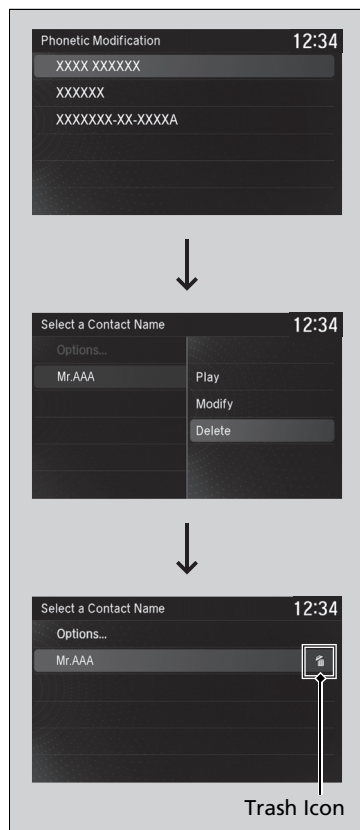 Phonetic Modification 12:34
XXXX XXXXXX
XXXXXX
XXXXXXX-XX-XXXXA
Select a Contact Name 12:34
Options...
Mr.AAA Play
Modify
Delete
Select a Contact Name 12:34
Options...
Mr.AAA
Trash Icon